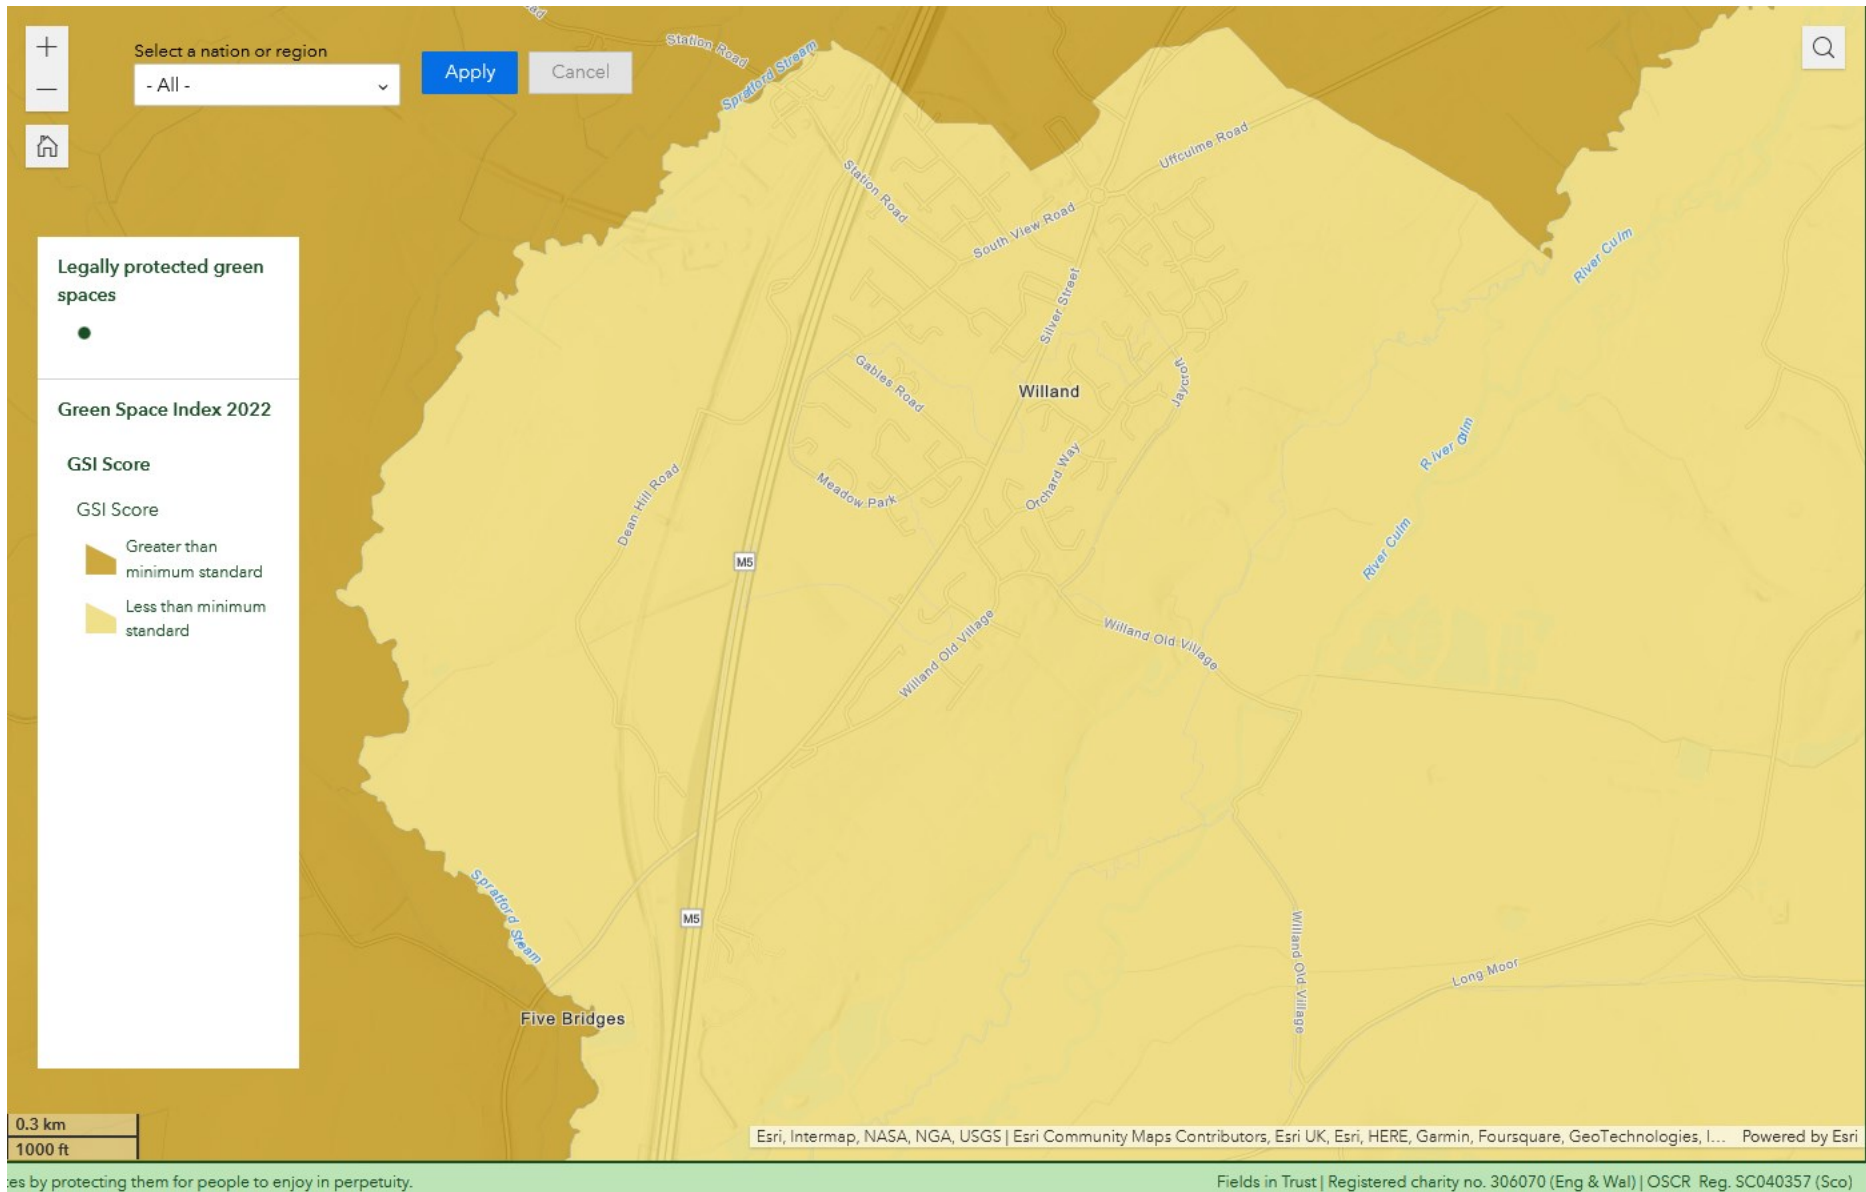 Select a nation or region
- All -
Apply
Cancel
Legally protected green
spaces
Green Space Index 2022
GSI Score
GSI Score
Greater than
minimum standard
Less than minimum
standard
Station Road
Spratford Stream
Station Road
Uffculme Road
South View Road
River Culm
Silver Street
Gables Road
Willand
Jaycroft
River Culm
Orchard Way
Meadow Park
Dean Hill Road
River Culm
M5
Willand Old Village
Willand Old Village
Spratford Steam
M5
Willand Old Village
Long Moor
Five Bridges
0.3 km
1000 ft
Esri, Intermap, NASA, NGA, USGS | Esri Community Maps Contributors, Esri UK, Esri, HERE, Garmin, Foursquare, GeoTechnologies, I... Powered by Esri
es by protecting them for people to enjoy in perpetuity.
Fields in Trust | Registered charity no. 306070 (Eng & Wal) | OSCR Reg. SC040357 (Sco)